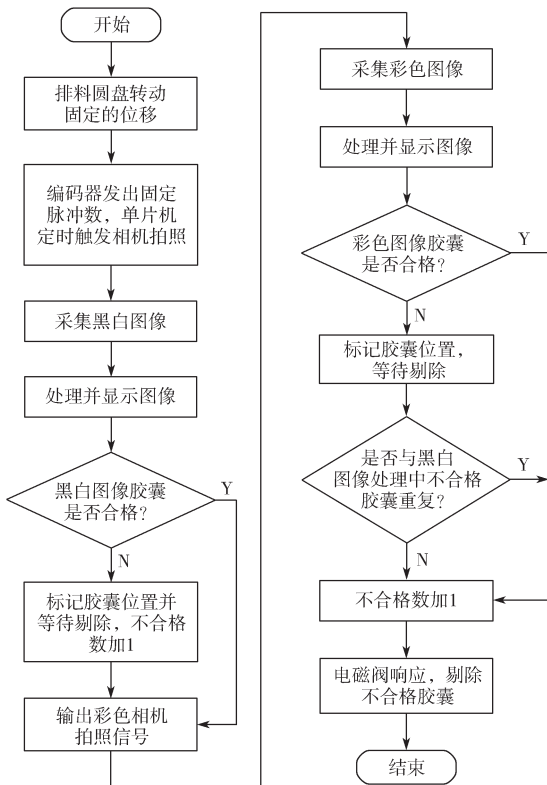 开始
排料圆盘转动
固定的位移
编码器发出固定
脉冲数，单片机
定时触发相机拍照
采集黑白图像
处理并显示图像
黑白图像胶囊
是否合格？
Y
N
标记胶囊位置并
等待剔除，不合格
数加1
输出彩色相机
拍照信号
采集彩色图像
处理并显示图像
彩色图像胶囊
是否合格？
Y
N
标记胶囊位置，
等待剔除
是否与黑白
图像处理中不合格
胶囊重复？
Y
N
不合格数加1
电磁阀响应，剔除
不合格胶囊
结束